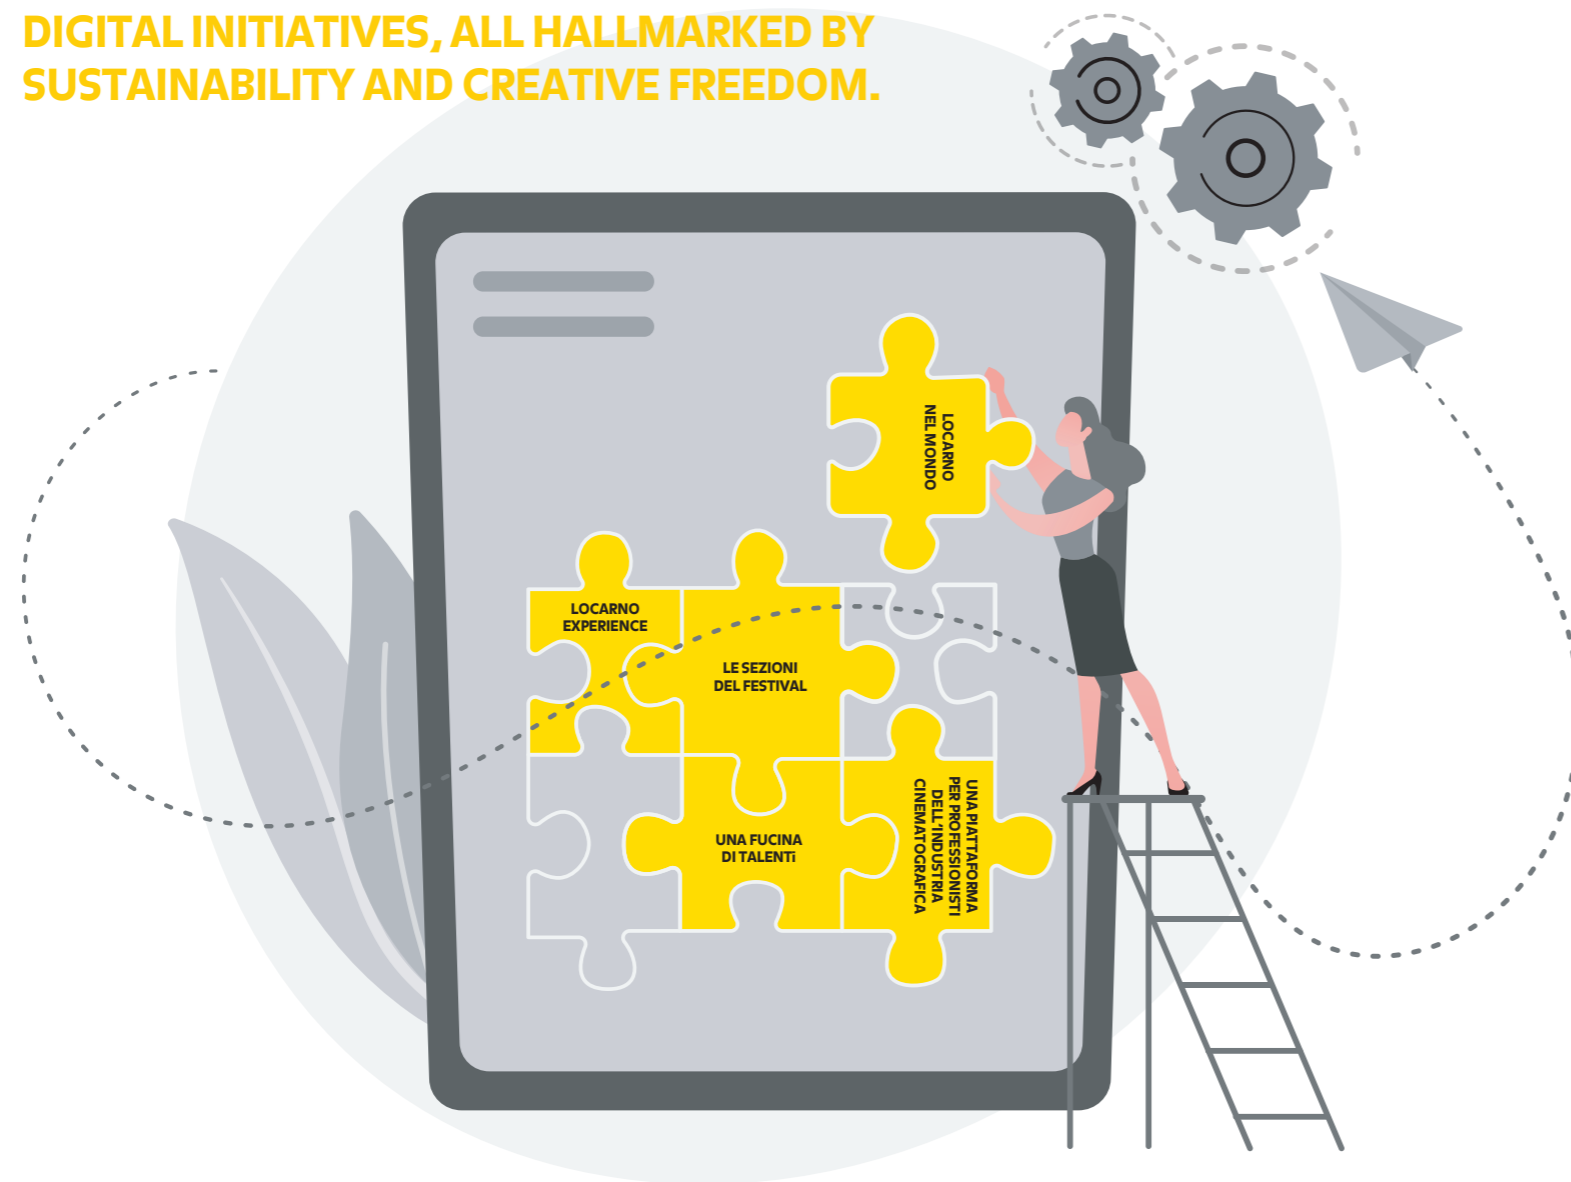 DIGITAL INITIATIVES, ALL HALLMARKED BY
SUSTAINABILITY AND CREATIVE FREEDOM.
LOCARNO
NEL MONDO
LOCARNO
EXPERIENCE
LE SEZIONI
DEL FESTIVAL
UNA FUCINA
DI TALENTi
UNA PIATTAFORMA
PER PROFESSIONISTI
DELL'INDUSTRIA
CINEMATOGRAFICA